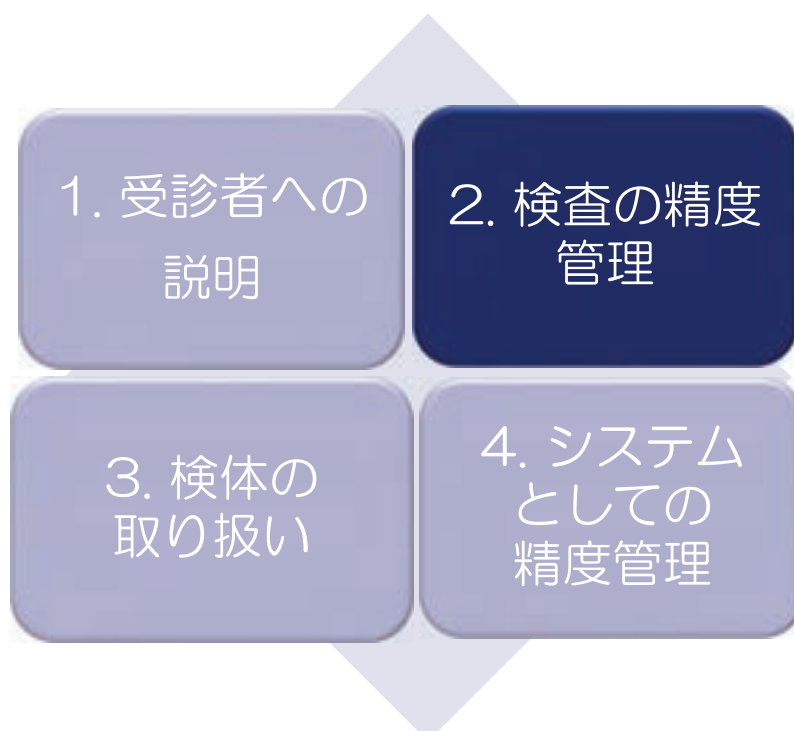 1. 受診者への
説明
2. 検査の精度
管理
3. 検体の
取り扱い
4. システム
としての
精度管理